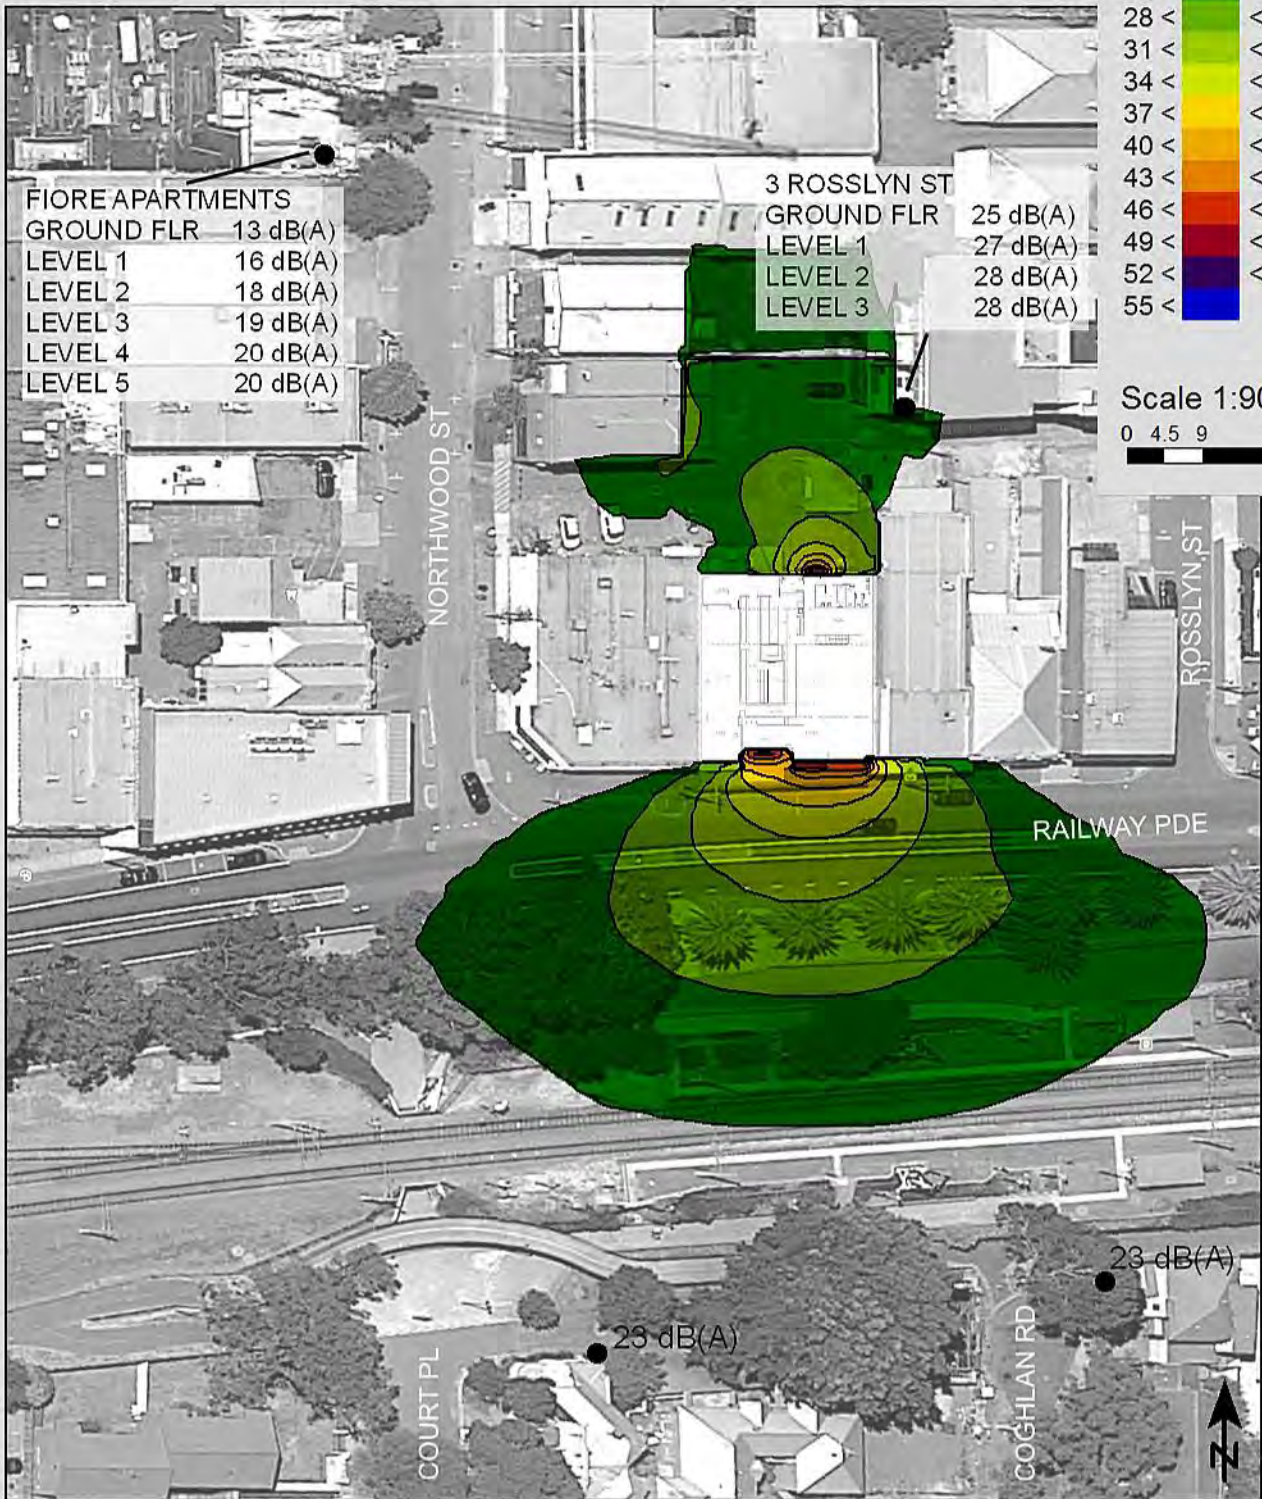 28 < <
31 < <
34 < <
37 < <
40 < <
43 < <
46 < <
49 < <
52 < <
55 <
Scale 1:90
0 4.5 9
FIORE APARTMENTS
GROUND FLR 13 dB(A)
LEVEL 1 16 dB(A)
LEVEL 2 18 dB(A)
LEVEL 3 19 dB(A)
LEVEL 4 20 dB(A)
LEVEL 5 20 dB(A)
3 ROSSLYN ST
GROUND FLR 25 dB(A)
LEVEL 1 27 dB(A)
LEVEL 2 28 dB(A)
LEVEL 3 28 dB(A)
NORTHWOOD ST
ROSSLYN ST
RAILWAY PDE
23 dB(A)
23 dB(A)
COURT PL
COGHLAN RD
N